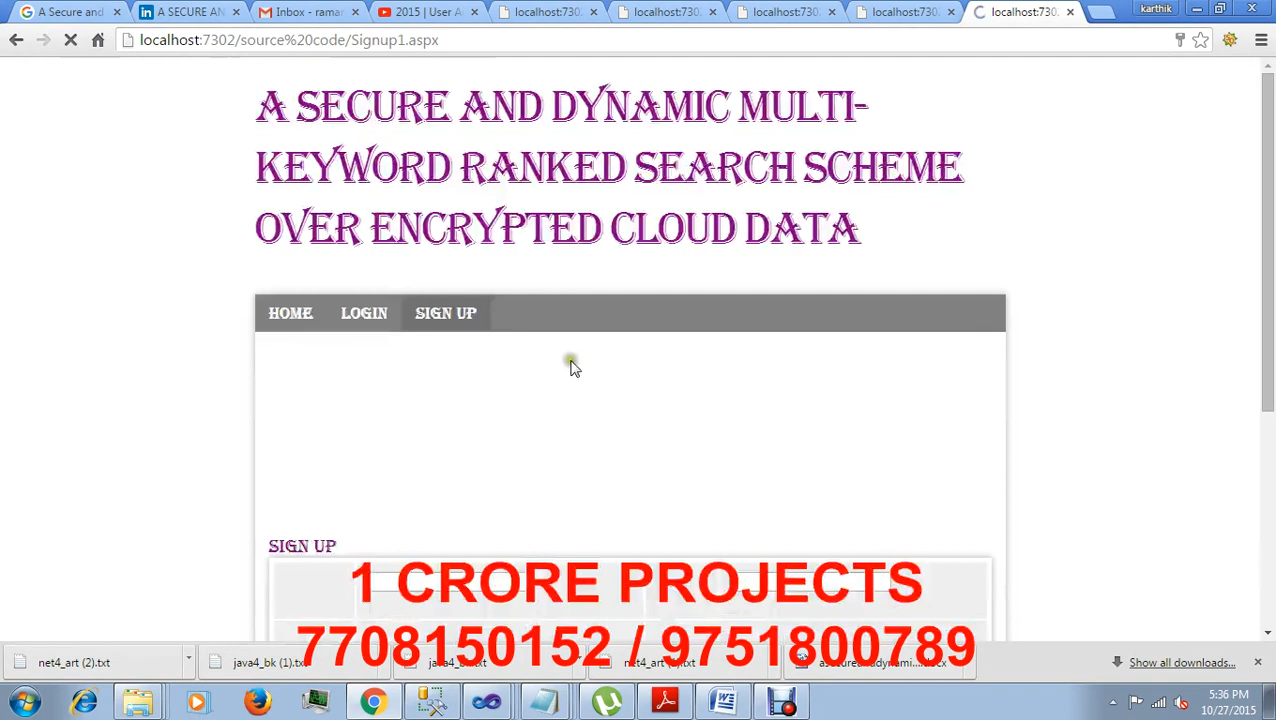 A Secure and
A SECURE AN
Inbox - ramar
2015 | User A
localhost:730
localhost:730
localhost:730
localhost:730
localhost:730
karthik
localhost:7302/source%20code/Signup1.aspx
A SECURE AND DYNAMIC MULTI-
KEYWORD RANKED SEARCH SCHEME
OVER ENCRYPTED CLOUD DATA
HOME LOGIN SIGN UP
SIGN UP
1 CRORE PROJECTS
7708150152 / 9751800789
net4_art (2).txt
java4_bk (1).txt
Show all downloads...
5:36 PM
10/27/2015